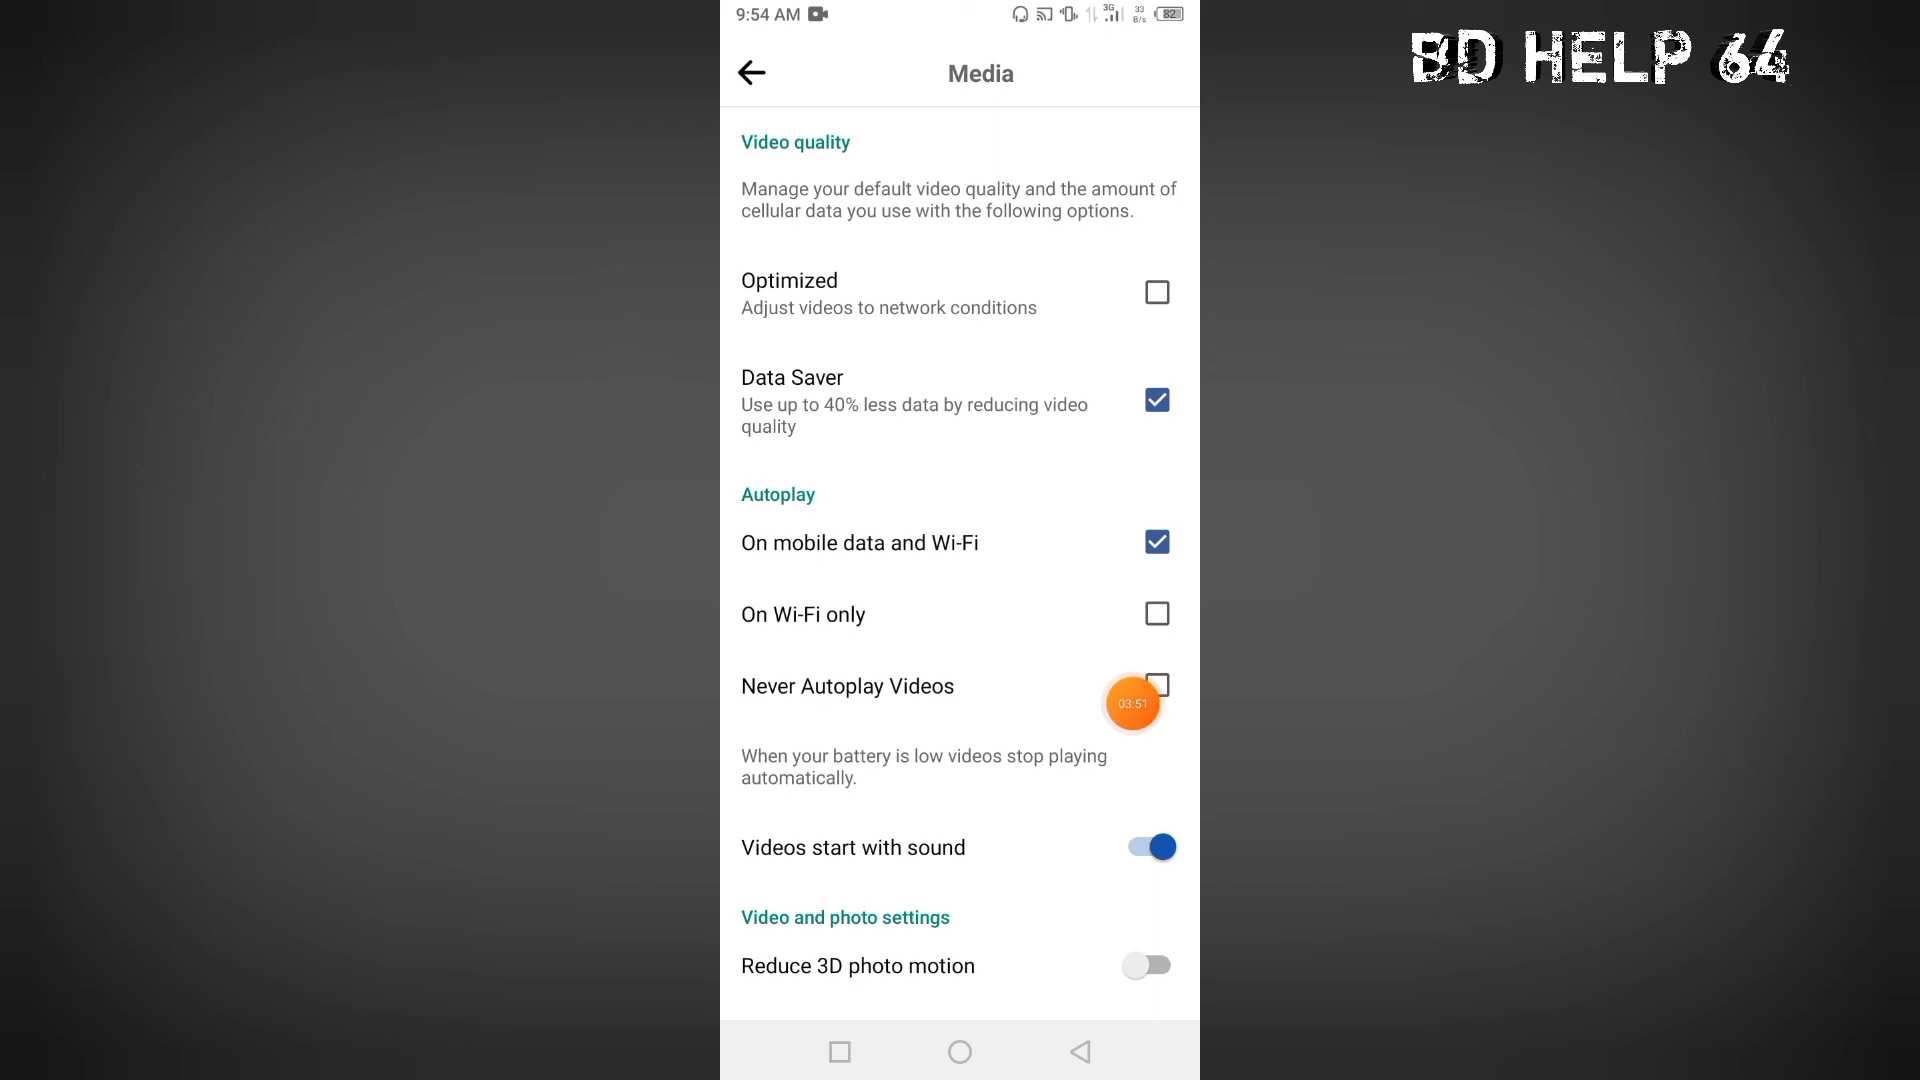 9:54 AM
3G
33
B/s
82
BD HELP 64
Media
Video quality
Manage your default video quality and the amount of
cellular data you use with the following options.
Optimized
Adjust videos to network conditions
Data Saver
Use up to 40% less data by reducing video
quality
Autoplay
On mobile data and Wi-Fi
On Wi-Fi only
Never Autoplay Videos
03:51
When your battery is low videos stop playing
automatically.
Videos start with sound
Video and photo settings
Reduce 3D photo motion